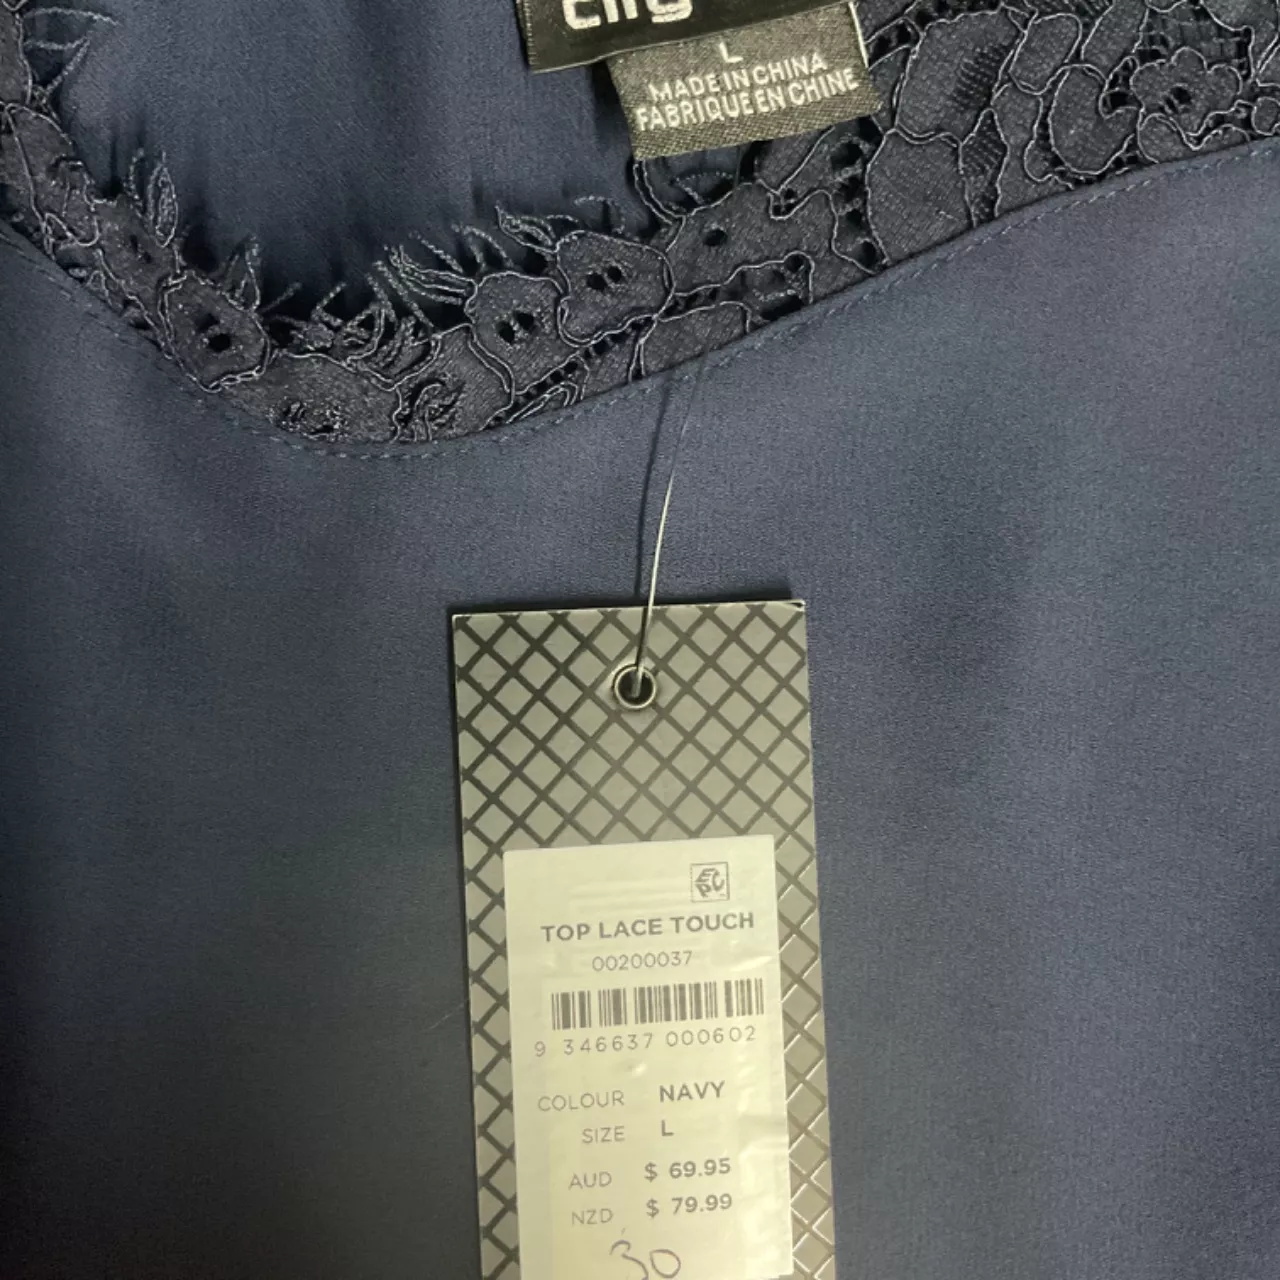 city
L
MADE IN CHINA
FABRIQUE EN CHINE
TOP LACE TOUCH
00200037
9 346637 000602
COLOUR NAVY
SIZE L
AUD $ 69.95
NZD $ 79.99
30